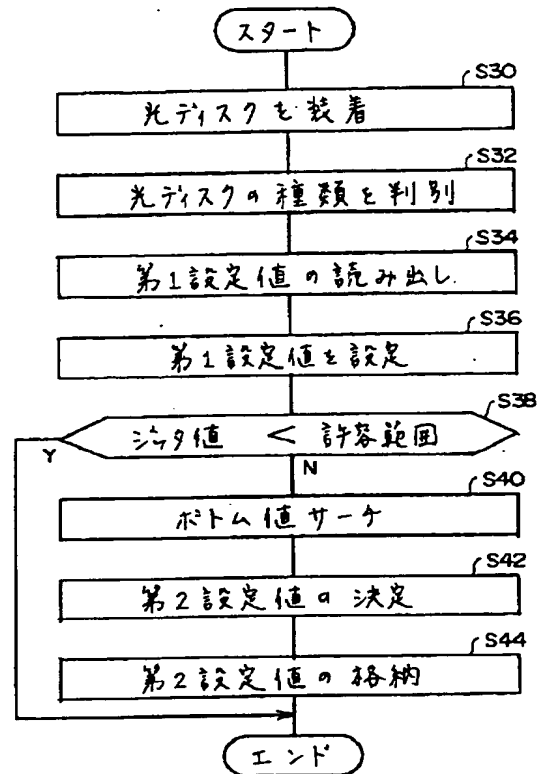 スタート
S30
光ディスクを装着
S32
光ディスクの種類を判別
S34
第1設定値の読み出し
S36
第1設定値を設定
S38
ジッタ値 < 許容範囲
Y
N
S40
ボトム値サーチ
S42
第2設定値の決定
S44
第2設定値の格納
エンド